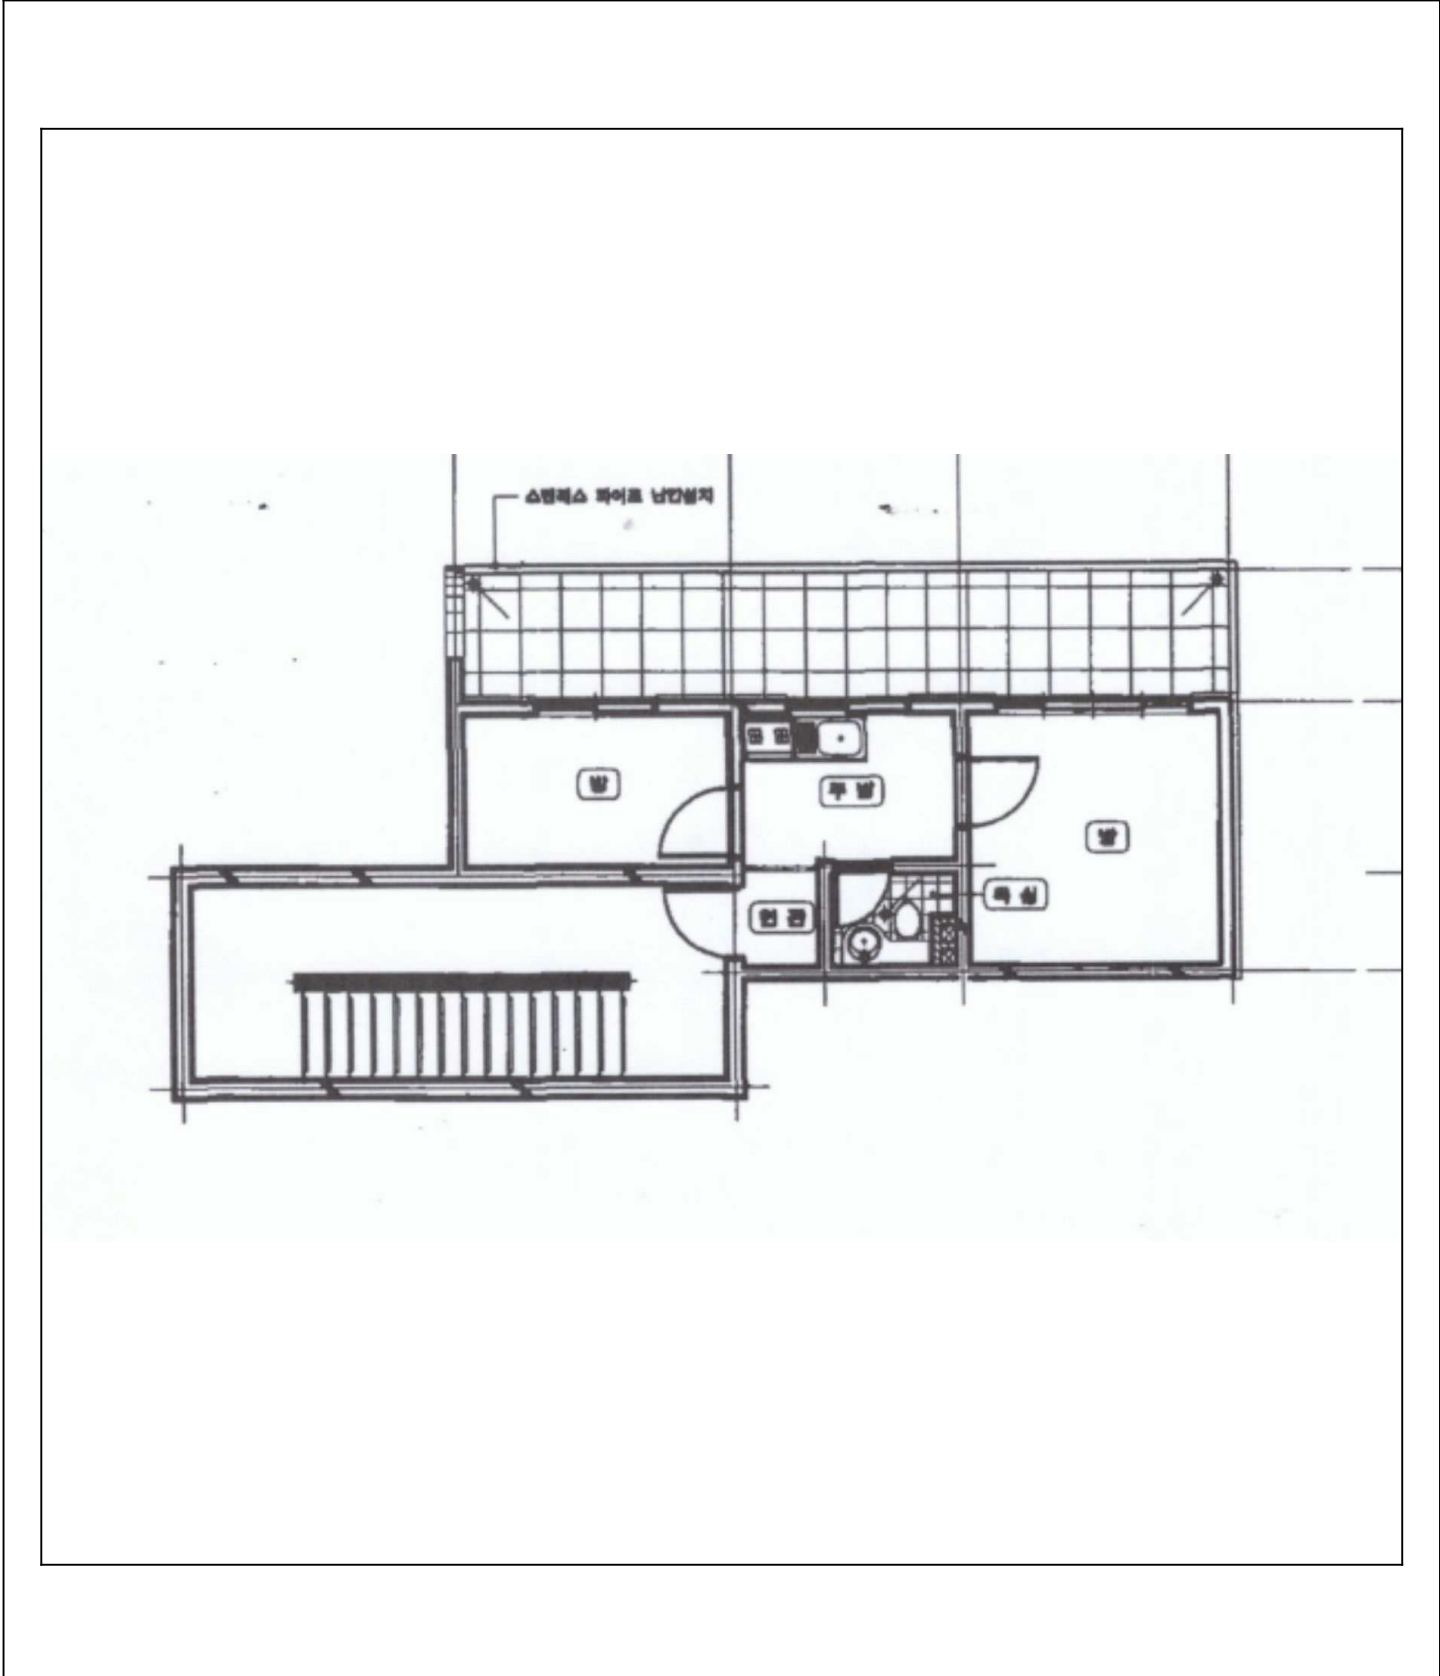 스텐레스 파이프 난간설치
방
주 방
방
욕 실
현 관